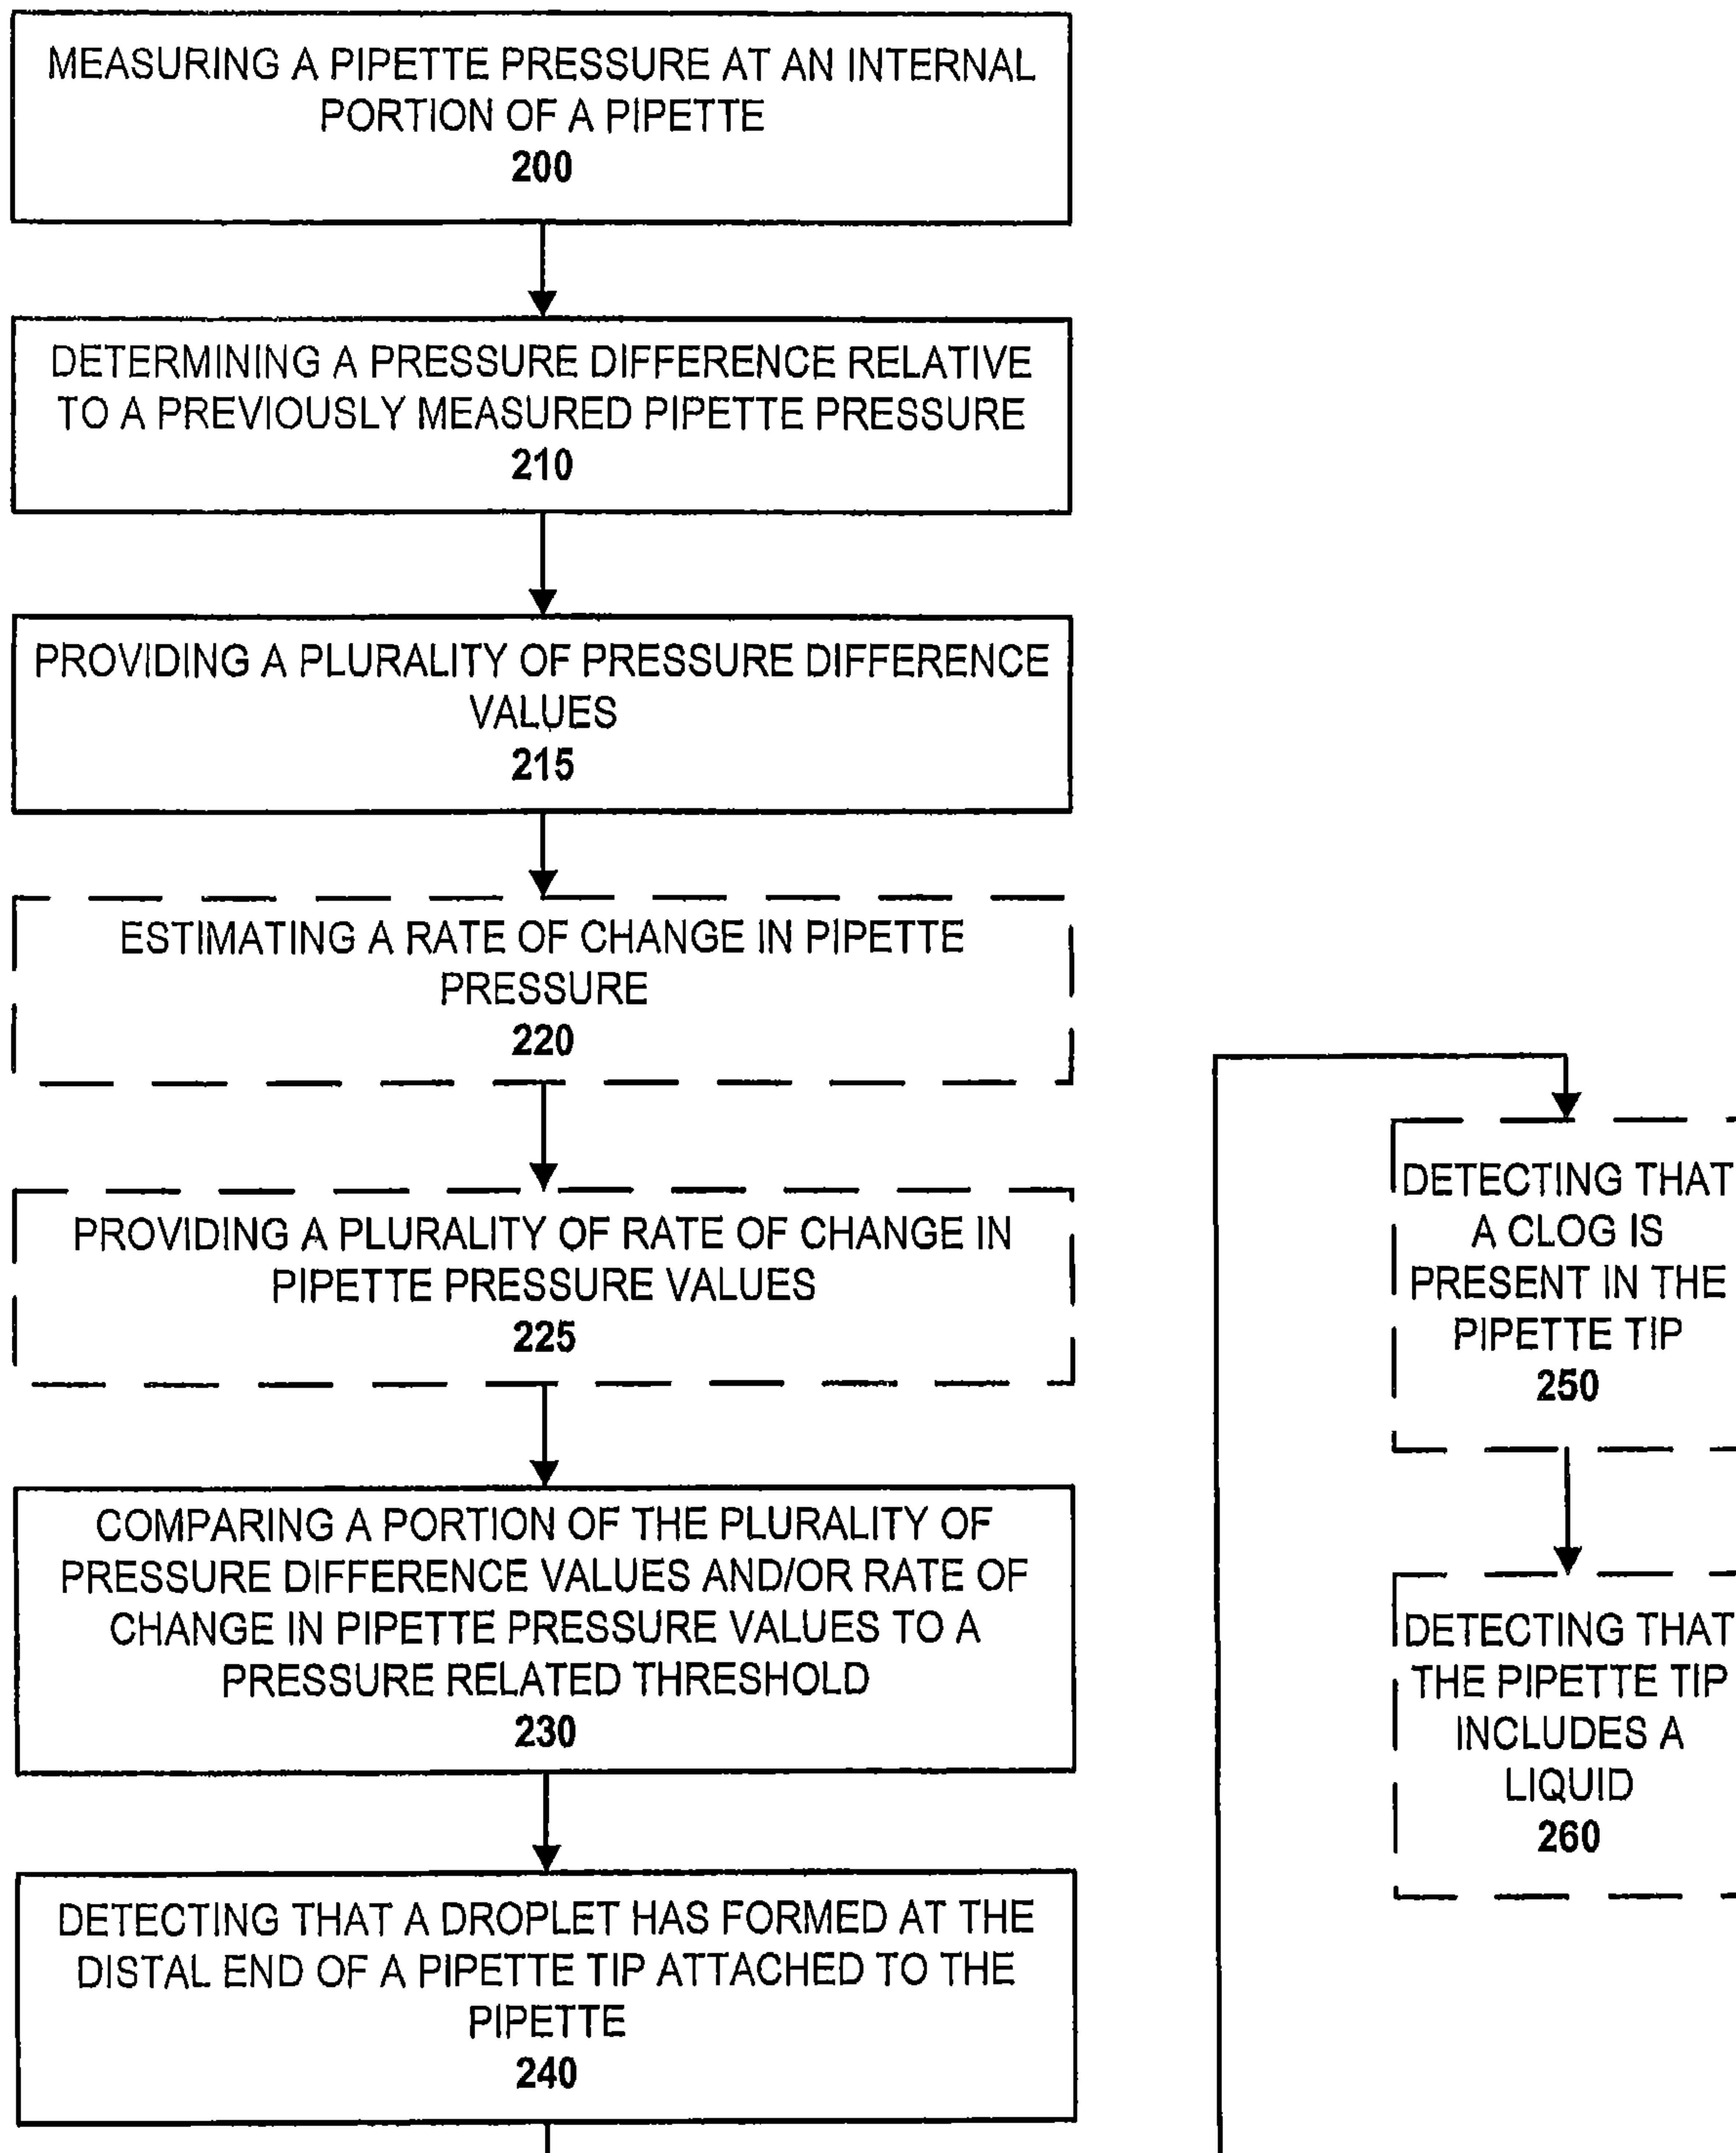 MEASURING A PIPETTE PRESSURE AT AN INTERNAL
PORTION OF A PIPETTE
200
DETERMINING A PRESSURE DIFFERENCE RELATIVE
TO A PREVIOUSLY MEASURED PIPETTE PRESSURE
210
PROVIDING A PLURALITY OF PRESSURE DIFFERENCE
VALUES
215
ESTIMATING A RATE OF CHANGE IN PIPETTE
PRESSURE
220
PROVIDING A PLURALITY OF RATE OF CHANGE IN
PIPETTE PRESSURE VALUES
225
COMPARING A PORTION OF THE PLURALITY OF
PRESSURE DIFFERENCE VALUES AND/OR RATE OF
CHANGE IN PIPETTE PRESSURE VALUES TO A
PRESSURE RELATED THRESHOLD
230
DETECTING THAT A DROPLET HAS FORMED AT THE
DISTAL END OF A PIPETTE TIP ATTACHED TO THE
PIPETTE
240
DETECTING THAT
A CLOG IS
PRESENT IN THE
PIPETTE TIP
250
DETECTING THAT
THE PIPETTE TIP
INCLUDES A
LIQUID
260